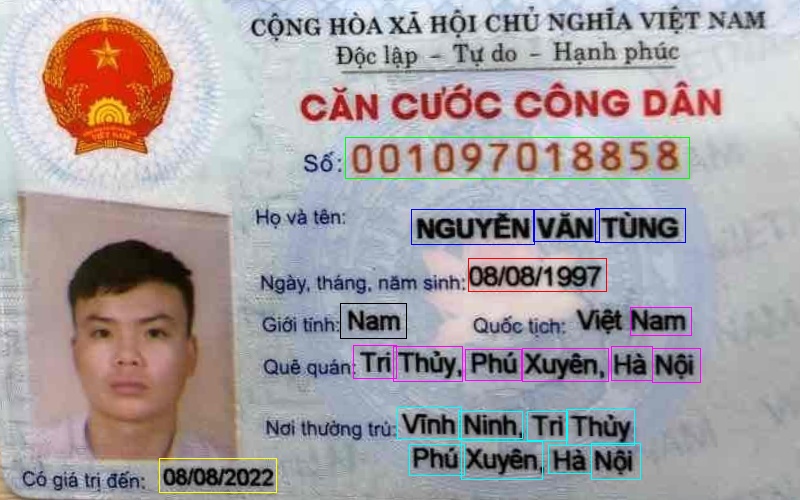 CỘNG HÒA XÃ HỘI CHỦ NGHĨA VIỆT NAM
Độc lập - Tự do - Hạnh phúc
CĂN CƯỚC CÔNG DÂN
Số: 001097018858
Họ và tên:
NGUYỄN VĂN TÙNG
Ngày, tháng, năm sinh: 08/08/1997
Giới tính: Nam Quốc tịch: Việt Nam
Quê quán: Tri Thủy, Phú Xuyên, Hà Nội
Nơi thường trú: Vĩnh Ninh, Tri Thủy
Phú Xuyên, Hà Nội
Có giá trị đến: 08/08/2022